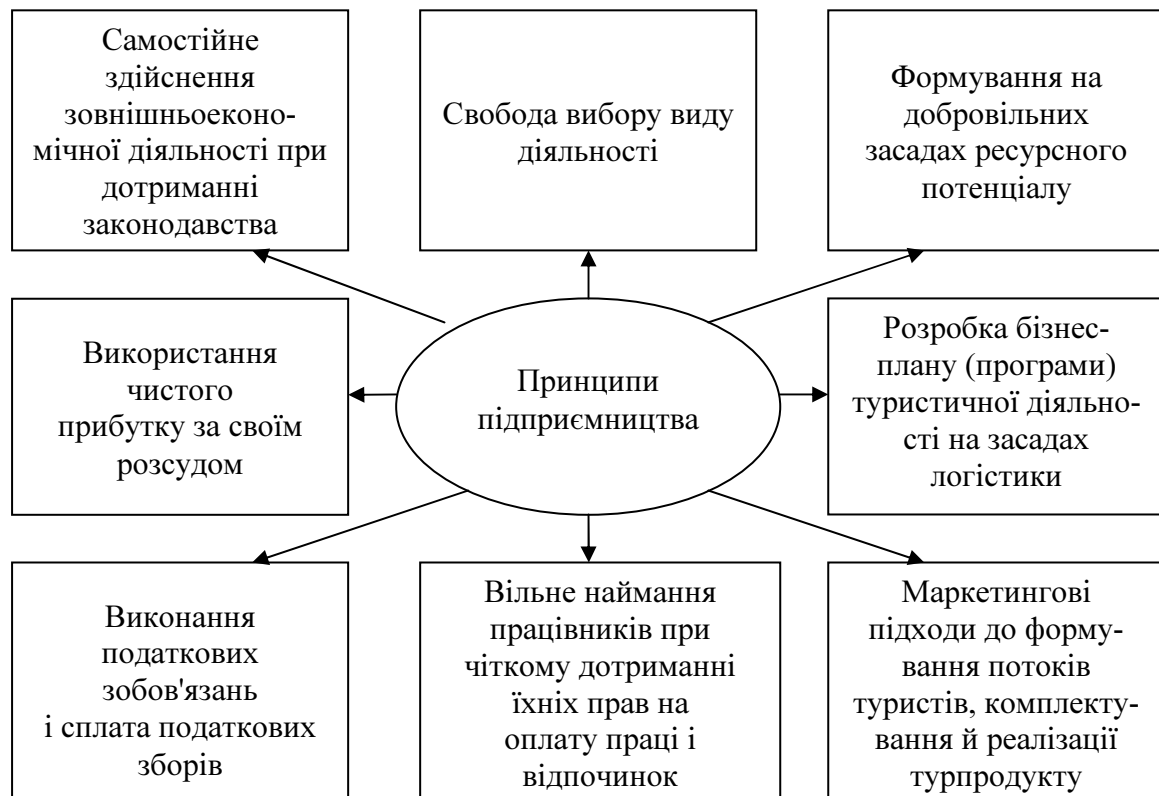 Самостійне
здійснення
зовнішньоеконо-
мічної діяльності при
дотриманні
законодавства
Свобода вибору виду
діяльності
Формування на
добровільних
засадах ресурсного
потенціалу
Використання
чистого
прибутку за своїм
розсудом
Принципи
підприємництва
Розробка бізнес-
плану (програми)
туристичної діяльно-
сті на засадах
логістики
Виконання
податкових
зобов'язань
і сплата податкових
зборів
Вільне наймання
працівників при
чіткому дотриманні
їхніх прав на
оплату праці і
відпочинок
Маркетингові
підходи до форму-
вання потоків
туристів, комплекту-
вання й реалізації
турпродукту